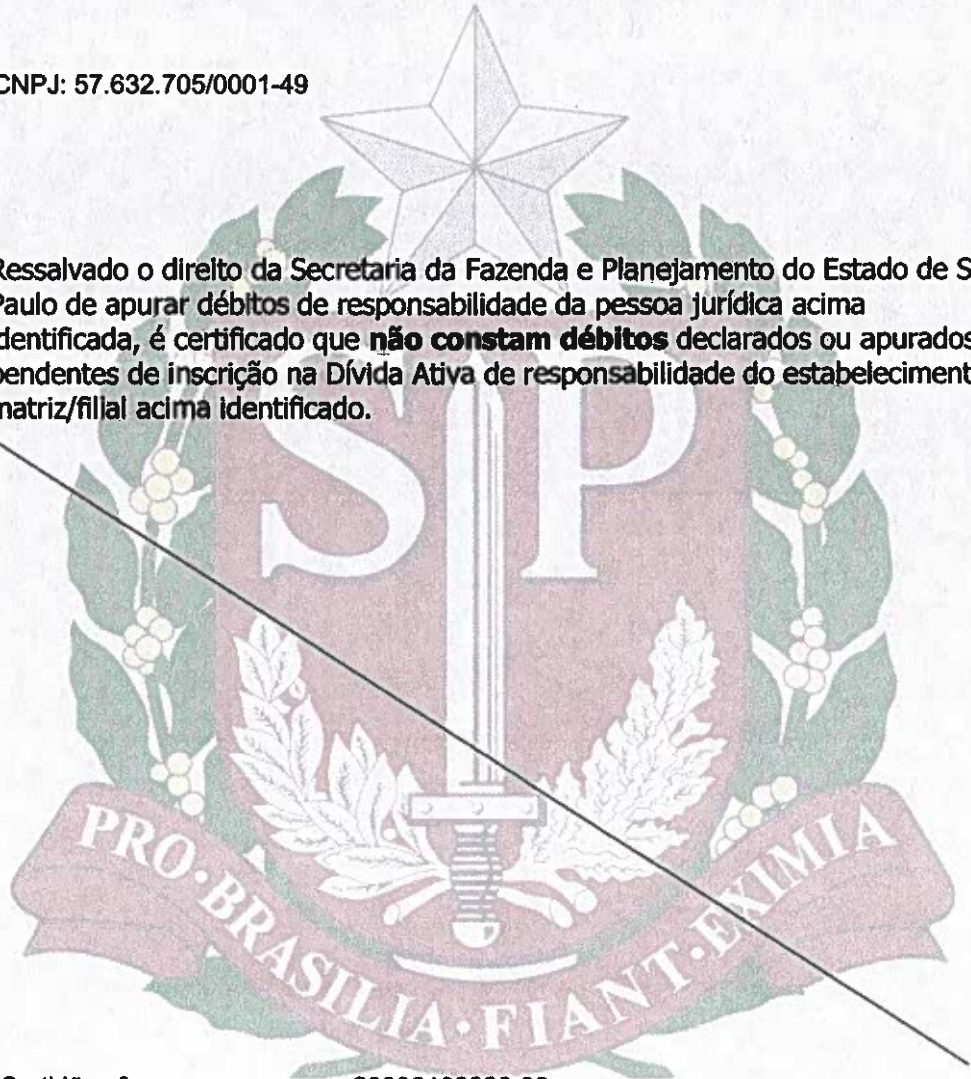 CNPJ: 57.632.705/0001-49
Ressalvado o direito da Secretaria da Fazenda e Planejamento do Estado de S
Paulo de apurar débitos de responsabilidade da pessoa jurídica acima
identificada, é certificado que não constam débitos declarados ou apurados
pendentes de inscrição na Dívida Ativa de responsabilidade do estabeleciment
matriz/filial acima identificado.
SP
PRO·BRASILIA·FIANT·EXIMIA